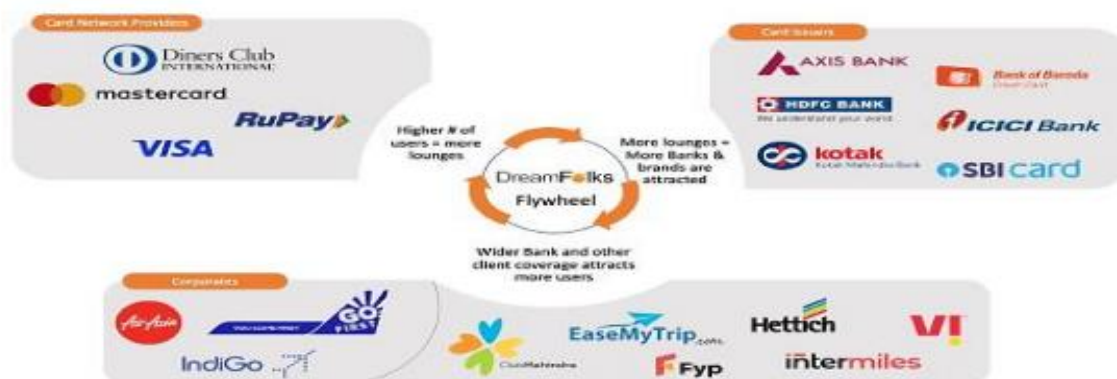 Card Network Providers
Diners Club
INTERNATIONAL
mastercard
RuPay
VISA
Card Issuers
AXIS BANK
Bank of Baroda
HDFC BANK
We understand your world
ICICI Bank
kotak
Kotak Mahindra Bank
SBI card
Higher # of
users = more
lounges
More lounges =
More Banks &
brands are
attracted
DreamFolks
Flywheel
Wider Bank and other
client coverage attracts
more users
Corporates
AirAsia
GO
FIRST
IndiGo
ClubMahindra
EaseMyTrip.com
Fyp
Hettich
V!
intermiles